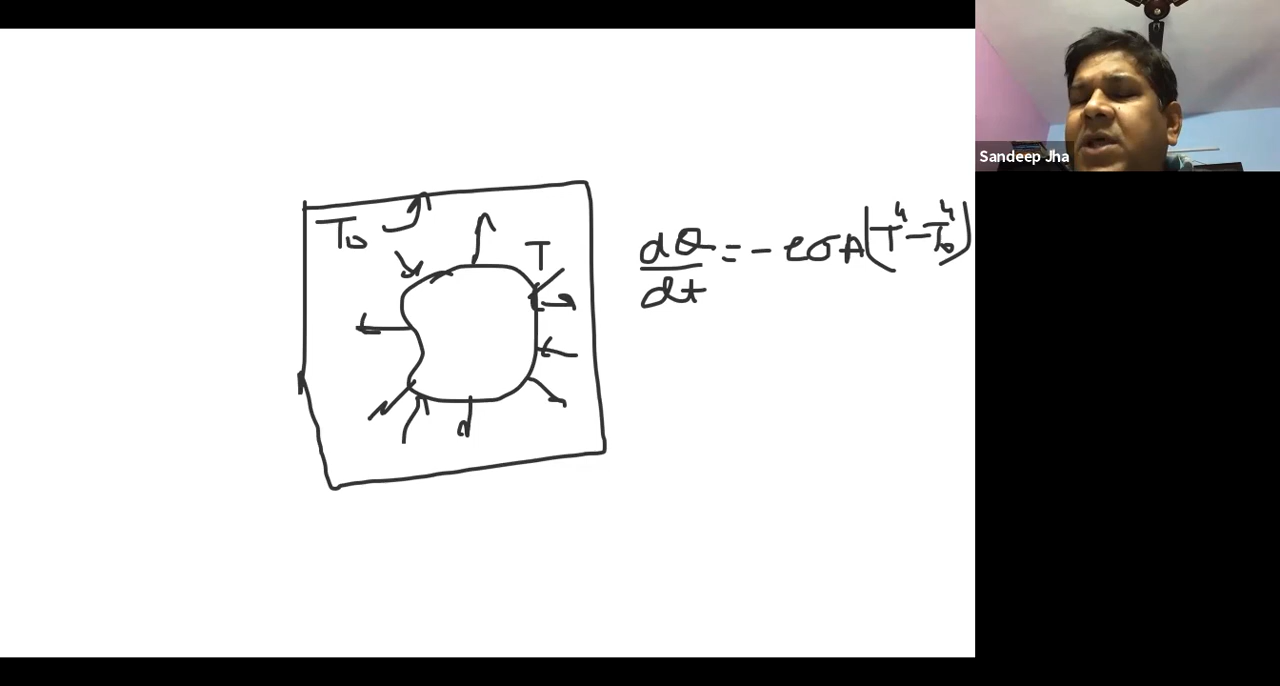 Sandeep Jha
T₀
T
dQ/dt = - eσA(T⁴ - T₀⁴)